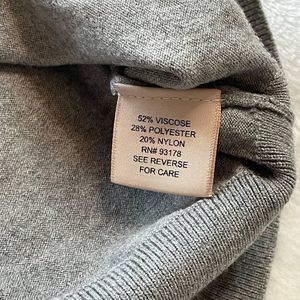 52% VISCOSE
28% POLYESTER
20% NYLON
RN# 93178
SEE REVERSE
FOR CARE